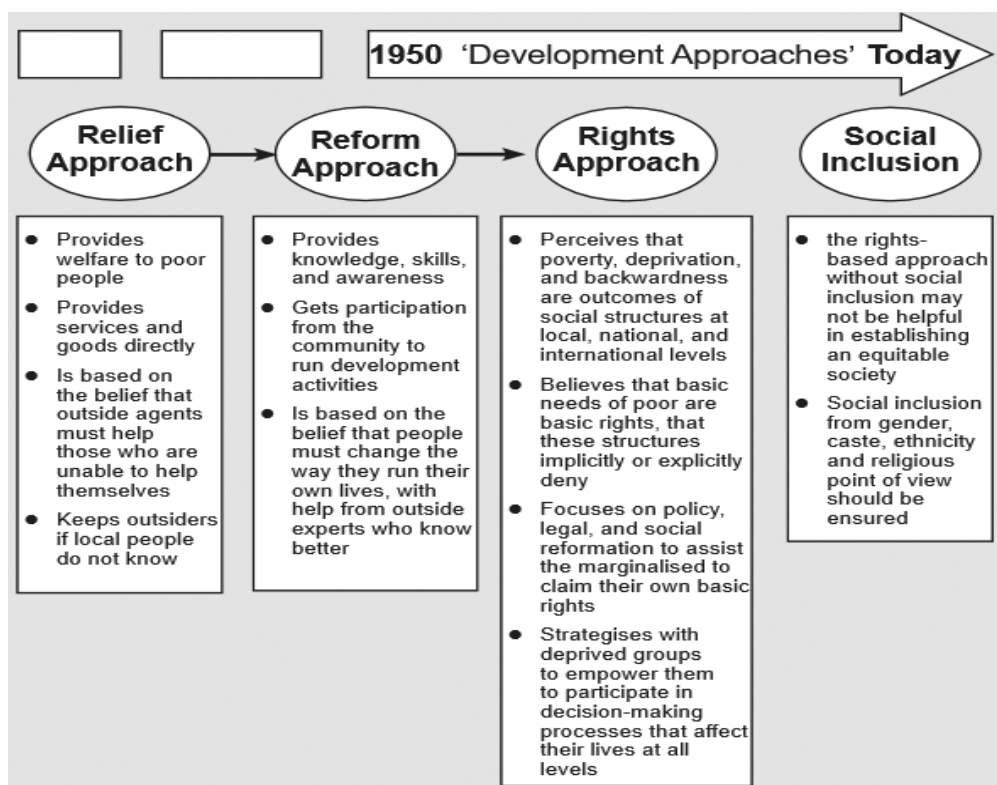 1950 ‘Development Approaches’ Today
Relief
Approach
Reform
Approach
Rights
Approach
Social
Inclusion
● Provides
welfare to poor
people
● Provides
services and
goods directly
● Is based on
the belief that
outside agents
must help
those who are
unable to help
themselves
● Keeps outsiders
if local people
do not know
● Provides
knowledge, skills,
and awareness
● Gets participation
from the
community to
run development
activities
● Is based on the
belief that people
must change the
way they run their
own lives, with
help from outside
experts who know
better
● Perceives that
poverty, deprivation,
and backwardness
are outcomes of
social structures at
local, national, and
international levels
● Believes that basic
needs of poor are
basic rights, that
these structures
implicitly or explicitly
deny
● Focuses on policy,
legal, and social
reformation to assist
the marginalised to
claim their own basic
rights
● Strategises with
deprived groups
to empower them
to participate in
decision-making
processes that affect
their lives at all
levels
● the rights-
based approach
without social
inclusion may
not be helpful
in establishing
an equitable
society
● Social inclusion
from gender,
caste, ethnicity
and religious
point of view
should be
ensured